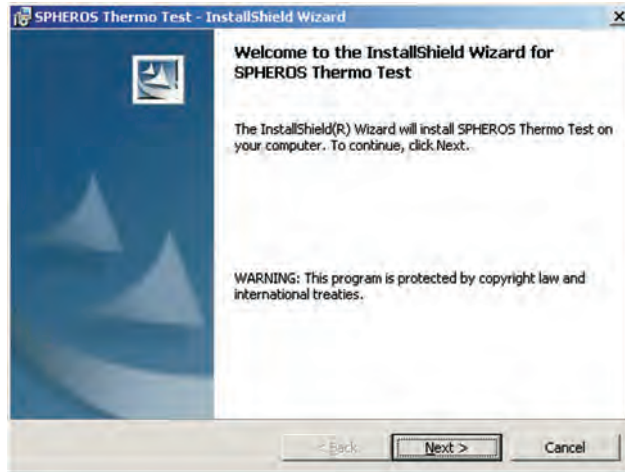 SPHEROS Thermo Test - InstallShield Wizard
Welcome to the InstallShield Wizard for
SPHEROS Thermo Test
The InstallShield(R) Wizard will install SPHEROS Thermo Test on
your computer. To continue, click Next.
WARNING: This program is protected by copyright law and
international treaties.
< Back
Next >
Cancel